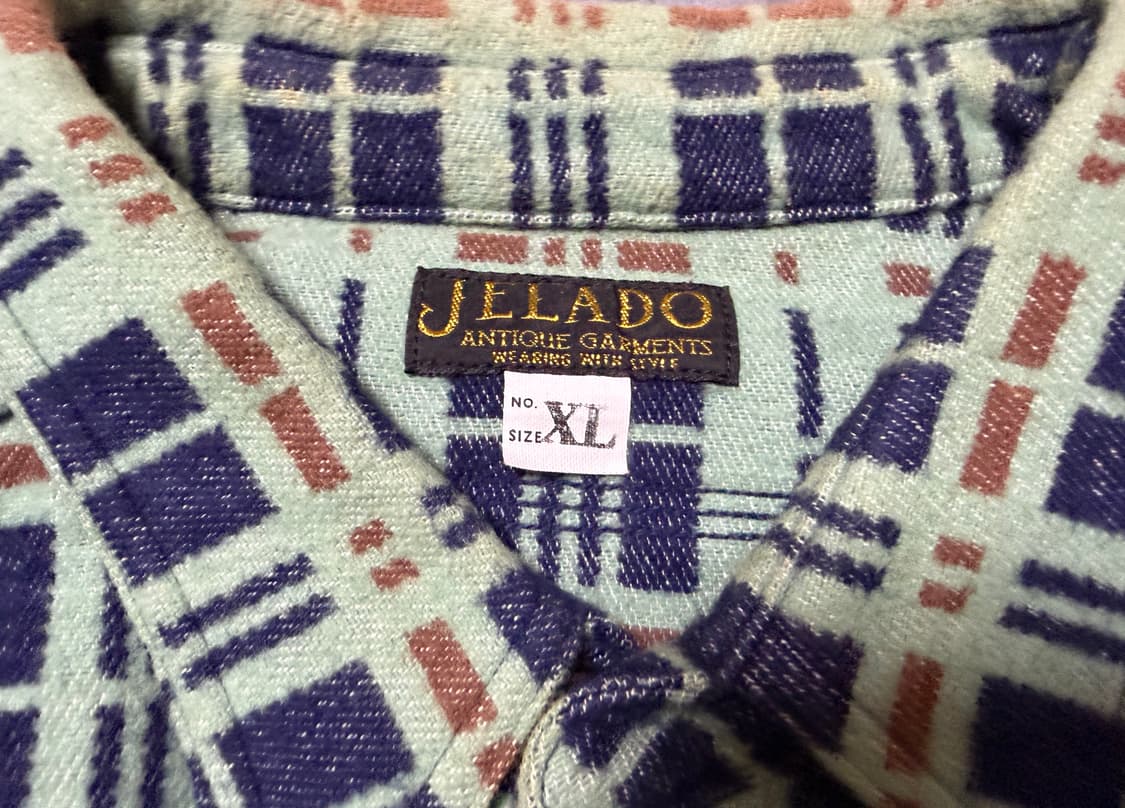 JELADO
ANTIQUE GARMENTS
WEARING WITH STYLE
NO.
SIZE XL